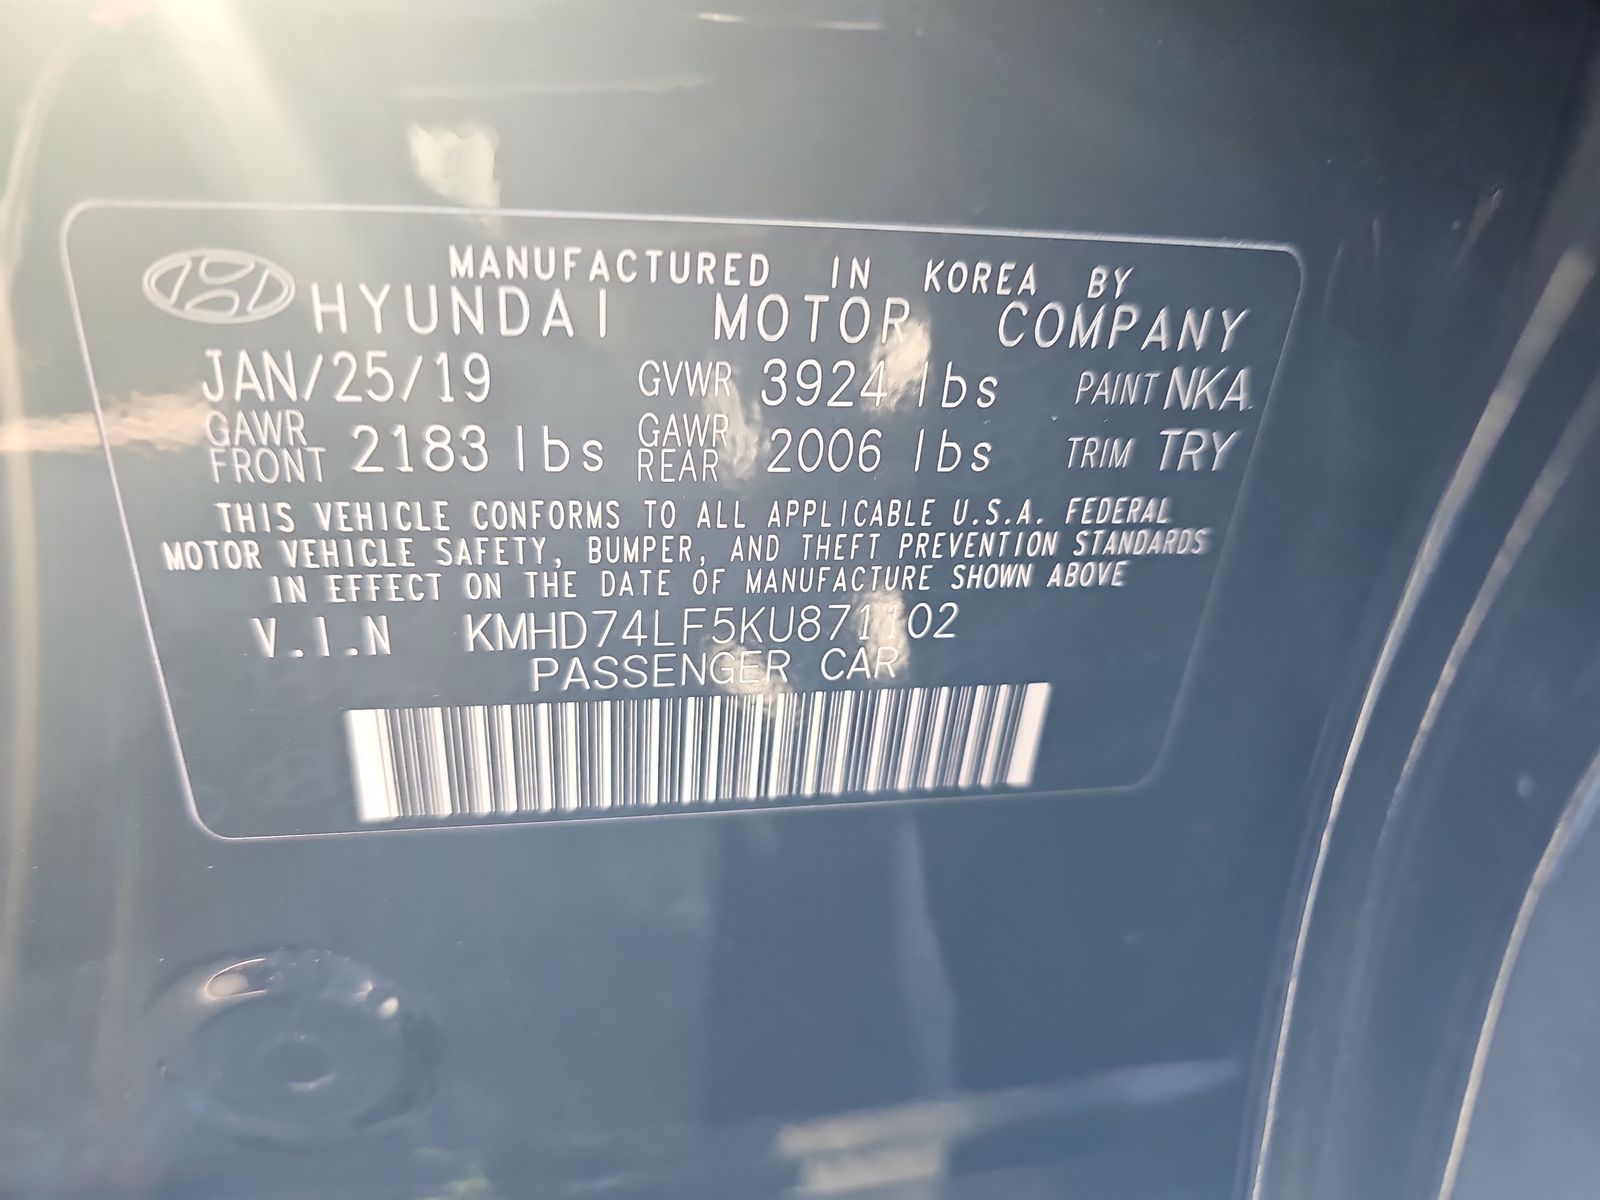 MANUFACTURED IN KOREA BY
HYUNDAI MOTOR COMPANY
JAN/25/19 GVWR 3924 lbs PAINT NKA
GAWR FRONT 2183 lbs GAWR REAR 2006 lbs TRIM TRY
THIS VEHICLE CONFORMS TO ALL APPLICABLE U.S.A. FEDERAL
MOTOR VEHICLE SAFETY, BUMPER, AND THEFT PREVENTION STANDARDS
IN EFFECT ON THE DATE OF MANUFACTURE SHOWN ABOVE
V.I.N KMHD74LF5KU871102
PASSENGER CAR